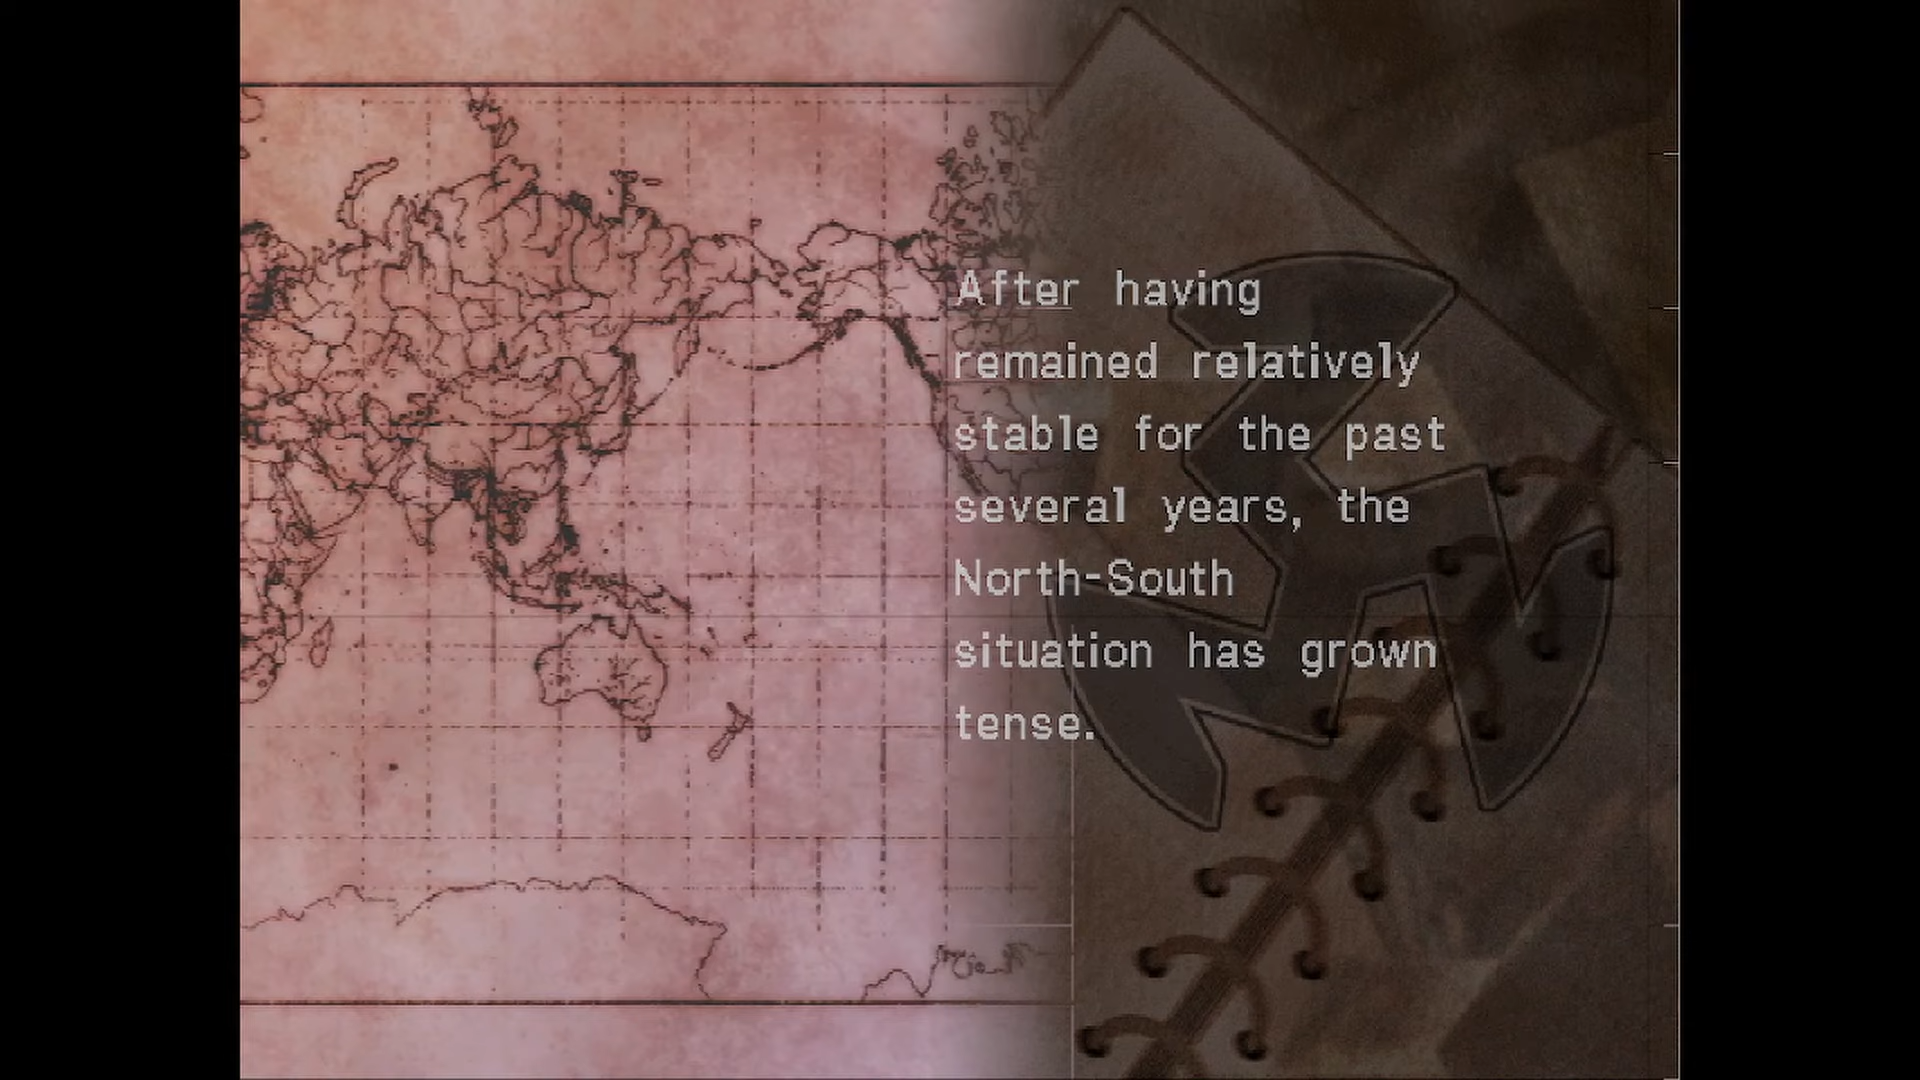 After having
remained relatively
stable for the past
several years, the
North-South
situation has grown
tense.